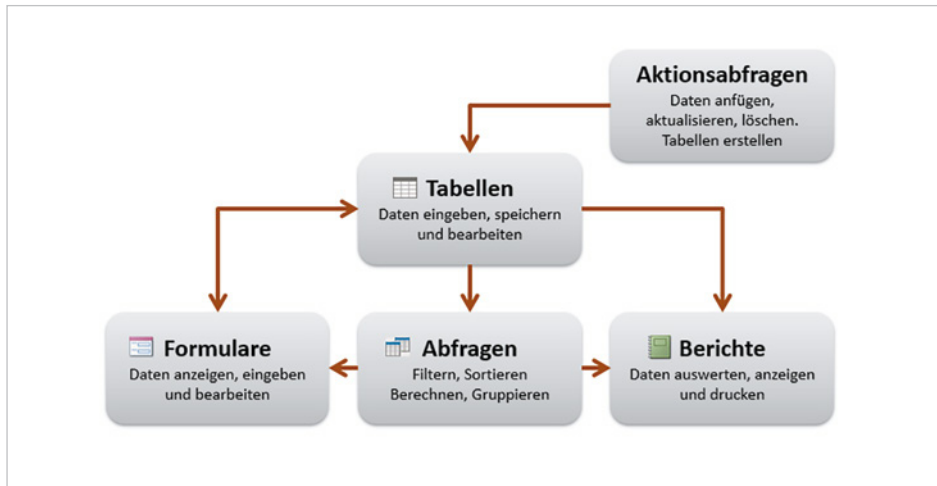 Aktionsabfragen
Daten anfügen,
aktualisieren, löschen.
Tabellen erstellen
Tabellen
Daten eingeben, speichern
und bearbeiten
Formulare
Daten anzeigen, eingeben
und bearbeiten
Abfragen
Filtern, Sortieren
Berechnen, Gruppieren
Berichte
Daten auswerten, anzeigen
und drucken